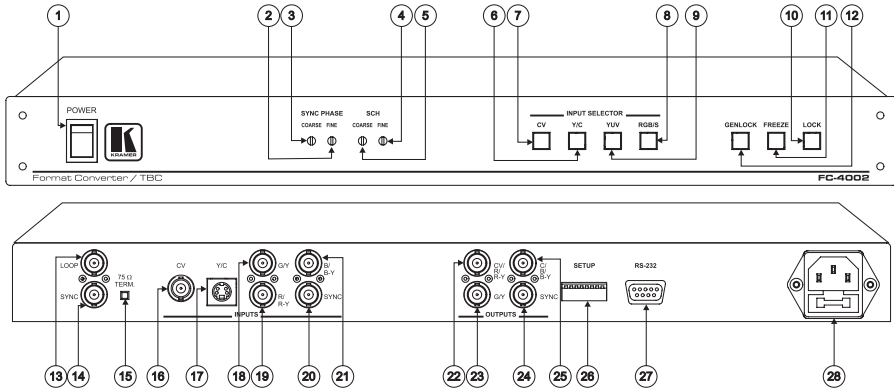 1 2 3 4 5 6 7 8 9 10 11 12
POWER
SYNC PHASE SCH
COARSE FINE COARSE FINE
INPUT SELECTOR
CV Y/C YUV RGB/S
GENLOCK FREEZE LOCK
K
KRAMER
Format Converter / TBC
FC-4002
LOOP
75 Ω
TERM.
SYNC
CV Y/C
G/Y B/
B-Y
R/
R-Y
SYNC
INPUTS
CV/
R/
R-Y
C/
B/
B-Y
G/Y SYNC
OUTPUTS
SETUP RS-232
13 14 15 16 17 18 19 20 21 22 23 24 25 26 27 28